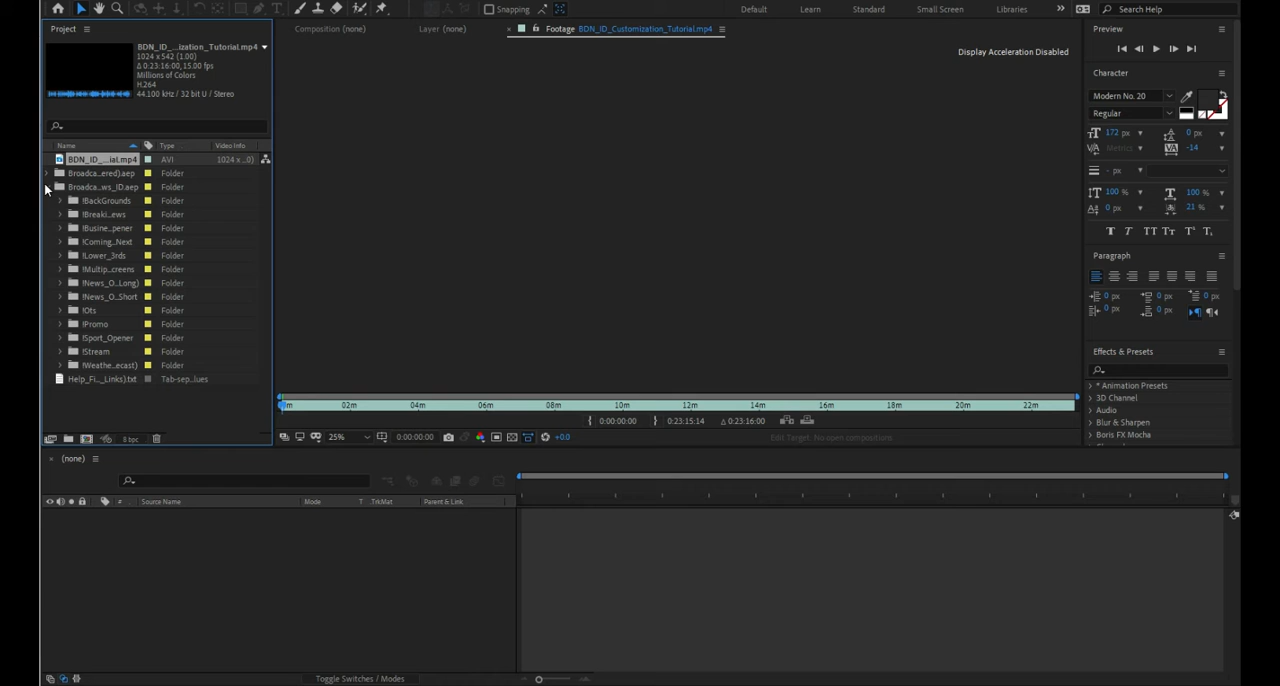 Snapping Default Learn Standard Small Screen Libraries Search Help
Project
BDN_ID_...ization_Tutorial.mp4
1024 x 542 (1.00)
Δ 0:23:16:00, 15.00 fps
Millions of Colors
H.264
44.100 kHz / 32 bit U / Stereo
Name Type Video Info
BDN_ID_...ial.mp4 AVI 1024 x ...0)
Broadca...ered).aep Folder
Broadca...ws_ID.aep Folder
!BackGrounds Folder
!Breaki...ews Folder
!Busine...pener Folder
!Coming...Next Folder
!Lower_3rds Folder
!Multip...creens Folder
!News_O...Long) Folder
!News_O...Short Folder
!Ots Folder
!Promo Folder
!Sport_Opener Folder
!Stream Folder
!Weathe...ecast) Folder
Help_Fi..._Links).txt Tab-sep...lues
8 bpc
Composition (none) Layer (none) Footage BDN_ID_Customization_Tutorial.mp4
Display Acceleration Disabled
02m 04m 06m 08m 10m 12m 14m 16m 18m 20m 22m
0:00:00:00 0:23:15:14 Δ 0:23:16:00
25% 0:00:00:00 +0.0 Edit Target: No open compositions
Preview
Character
Modern No. 20
Regular
172 px 0 px
Metrics -14
- px
100 % 100 %
0 px 21 %
T T TT Tт T¹ T₁
Paragraph
0 px 0 px 0 px
0 px 0 px
Effects & Presets
* Animation Presets
3D Channel
Audio
Blur & Sharpen
Boris FX Mocha
(none)
# Source Name Mode T TrkMat Parent & Link
Toggle Switches / Modes